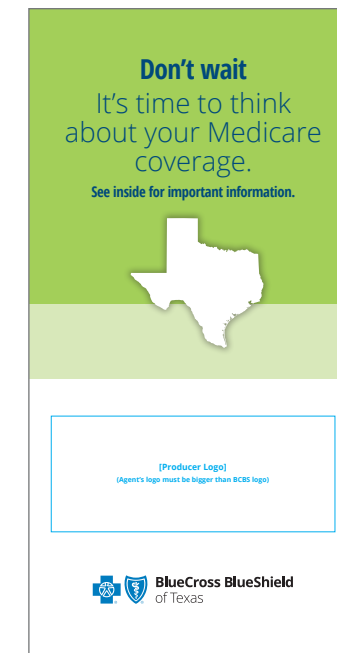 Don't wait
It's time to think
about your Medicare
coverage.
See inside for important information.
[Producer Logo]
(Agent's logo must be bigger than BCBS logo)
BlueCross BlueShield
of Texas